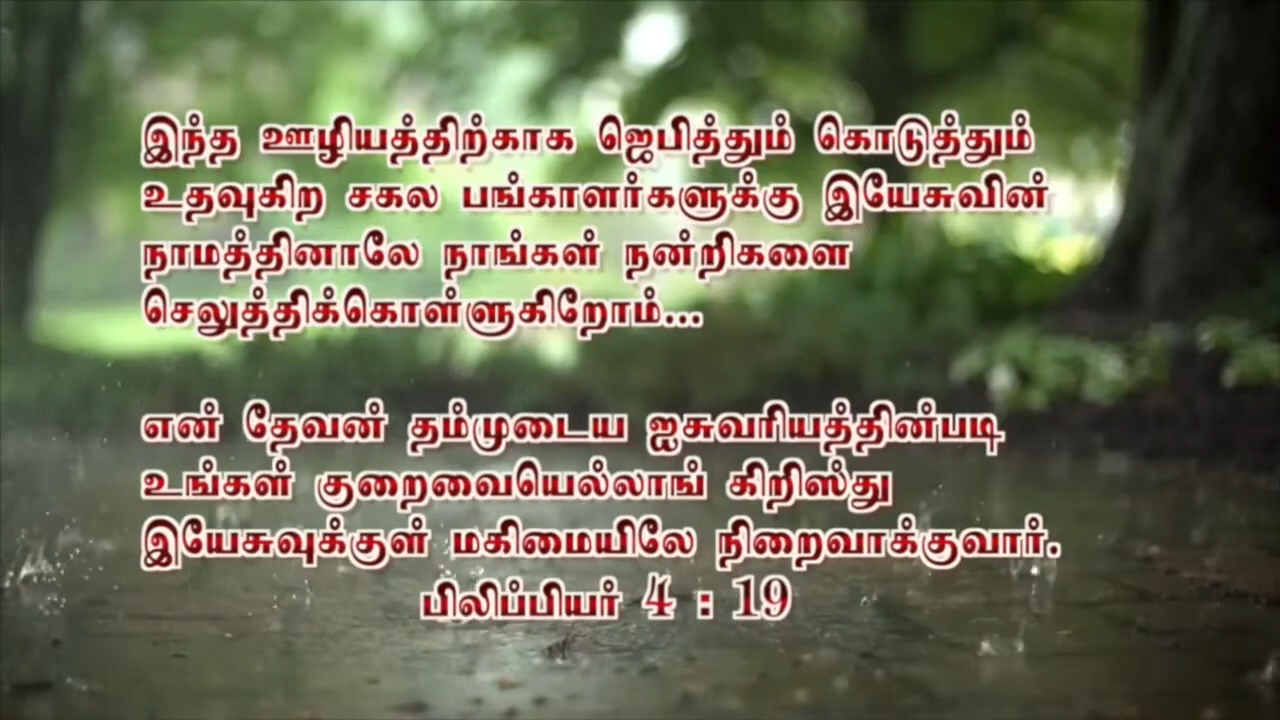 இந்த ஊழியத்திற்காக ஜெபித்தும் கொடுத்தும்
உதவுகிற சகல பங்காளர்களுக்கு இயேசுவின்
நாமத்தினாலே நாங்கள் நன்றிகளை
செலுத்திக்கொள்ளுகிறோம்...
என் தேவன் தம்முடைய ஐசுவரியத்தின்படி
உங்கள் குறைவையெல்லாங் கிறிஸ்து
இயேசுவுக்குள் மகிமையிலே நிறைவாக்குவார்.
பிலிப்பியர் 4 : 19